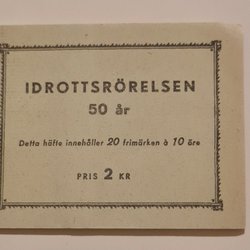 IDROTTSRÖRELSEN
50 år
Detta häfte innehåller 20 frimärken à 10 öre
PRIS 2 KR